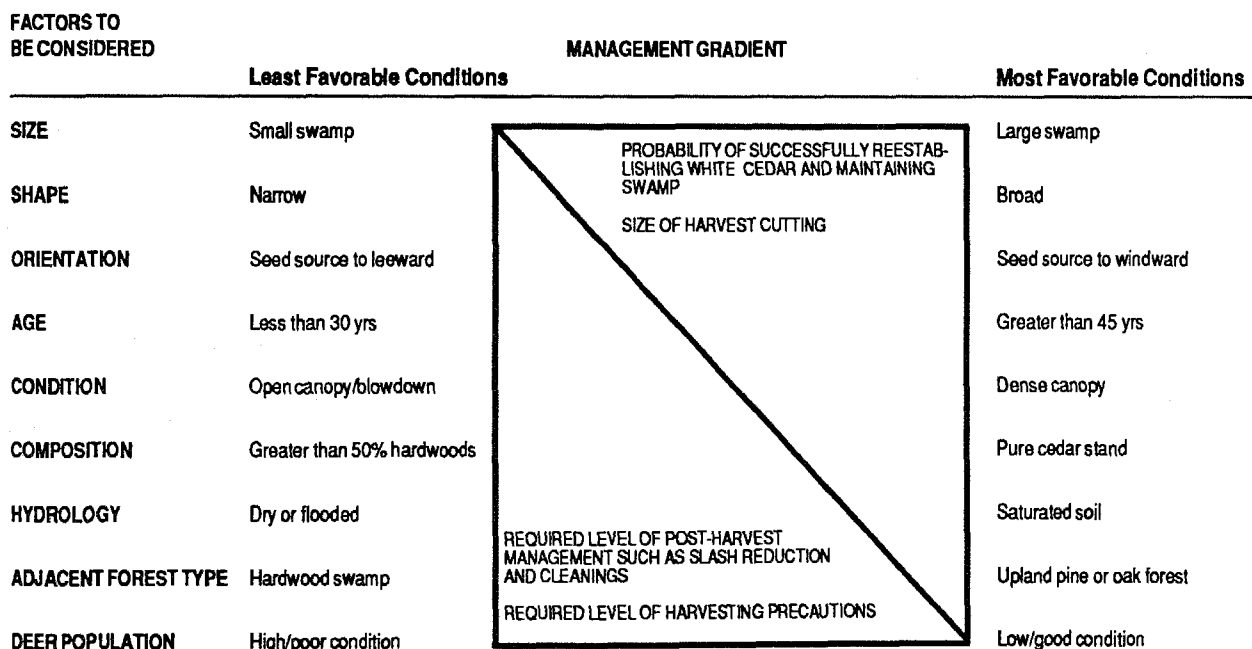 FACTORS TO
BE CONSIDERED
MANAGEMENT GRADIENT
Least Favorable Conditions
Most Favorable Conditions
SIZE
Small swamp
Large swamp
PROBABILITY OF SUCCESSFULLY REESTAB-
LISHING WHITE CEDAR AND MAINTAINING
SWAMP
SHAPE
Narrow
Broad
SIZE OF HARVEST CUTTING
ORIENTATION
Seed source to leeward
Seed source to windward
AGE
Less than 30 yrs
Greater than 45 yrs
CONDITION
Open canopy/blowdown
Dense canopy
COMPOSITION
Greater than 50% hardwoods
Pure cedar stand
HYDROLOGY
Dry or flooded
Saturated soil
REQUIRED LEVEL OF POST-HARVEST
MANAGEMENT SUCH AS SLASH REDUCTION
AND CLEANINGS
ADJACENT FOREST TYPE
Hardwood swamp
Upland pine or oak forest
REQUIRED LEVEL OF HARVESTING PRECAUTIONS
DEER POPULATION
High/poor condition
Low/good condition